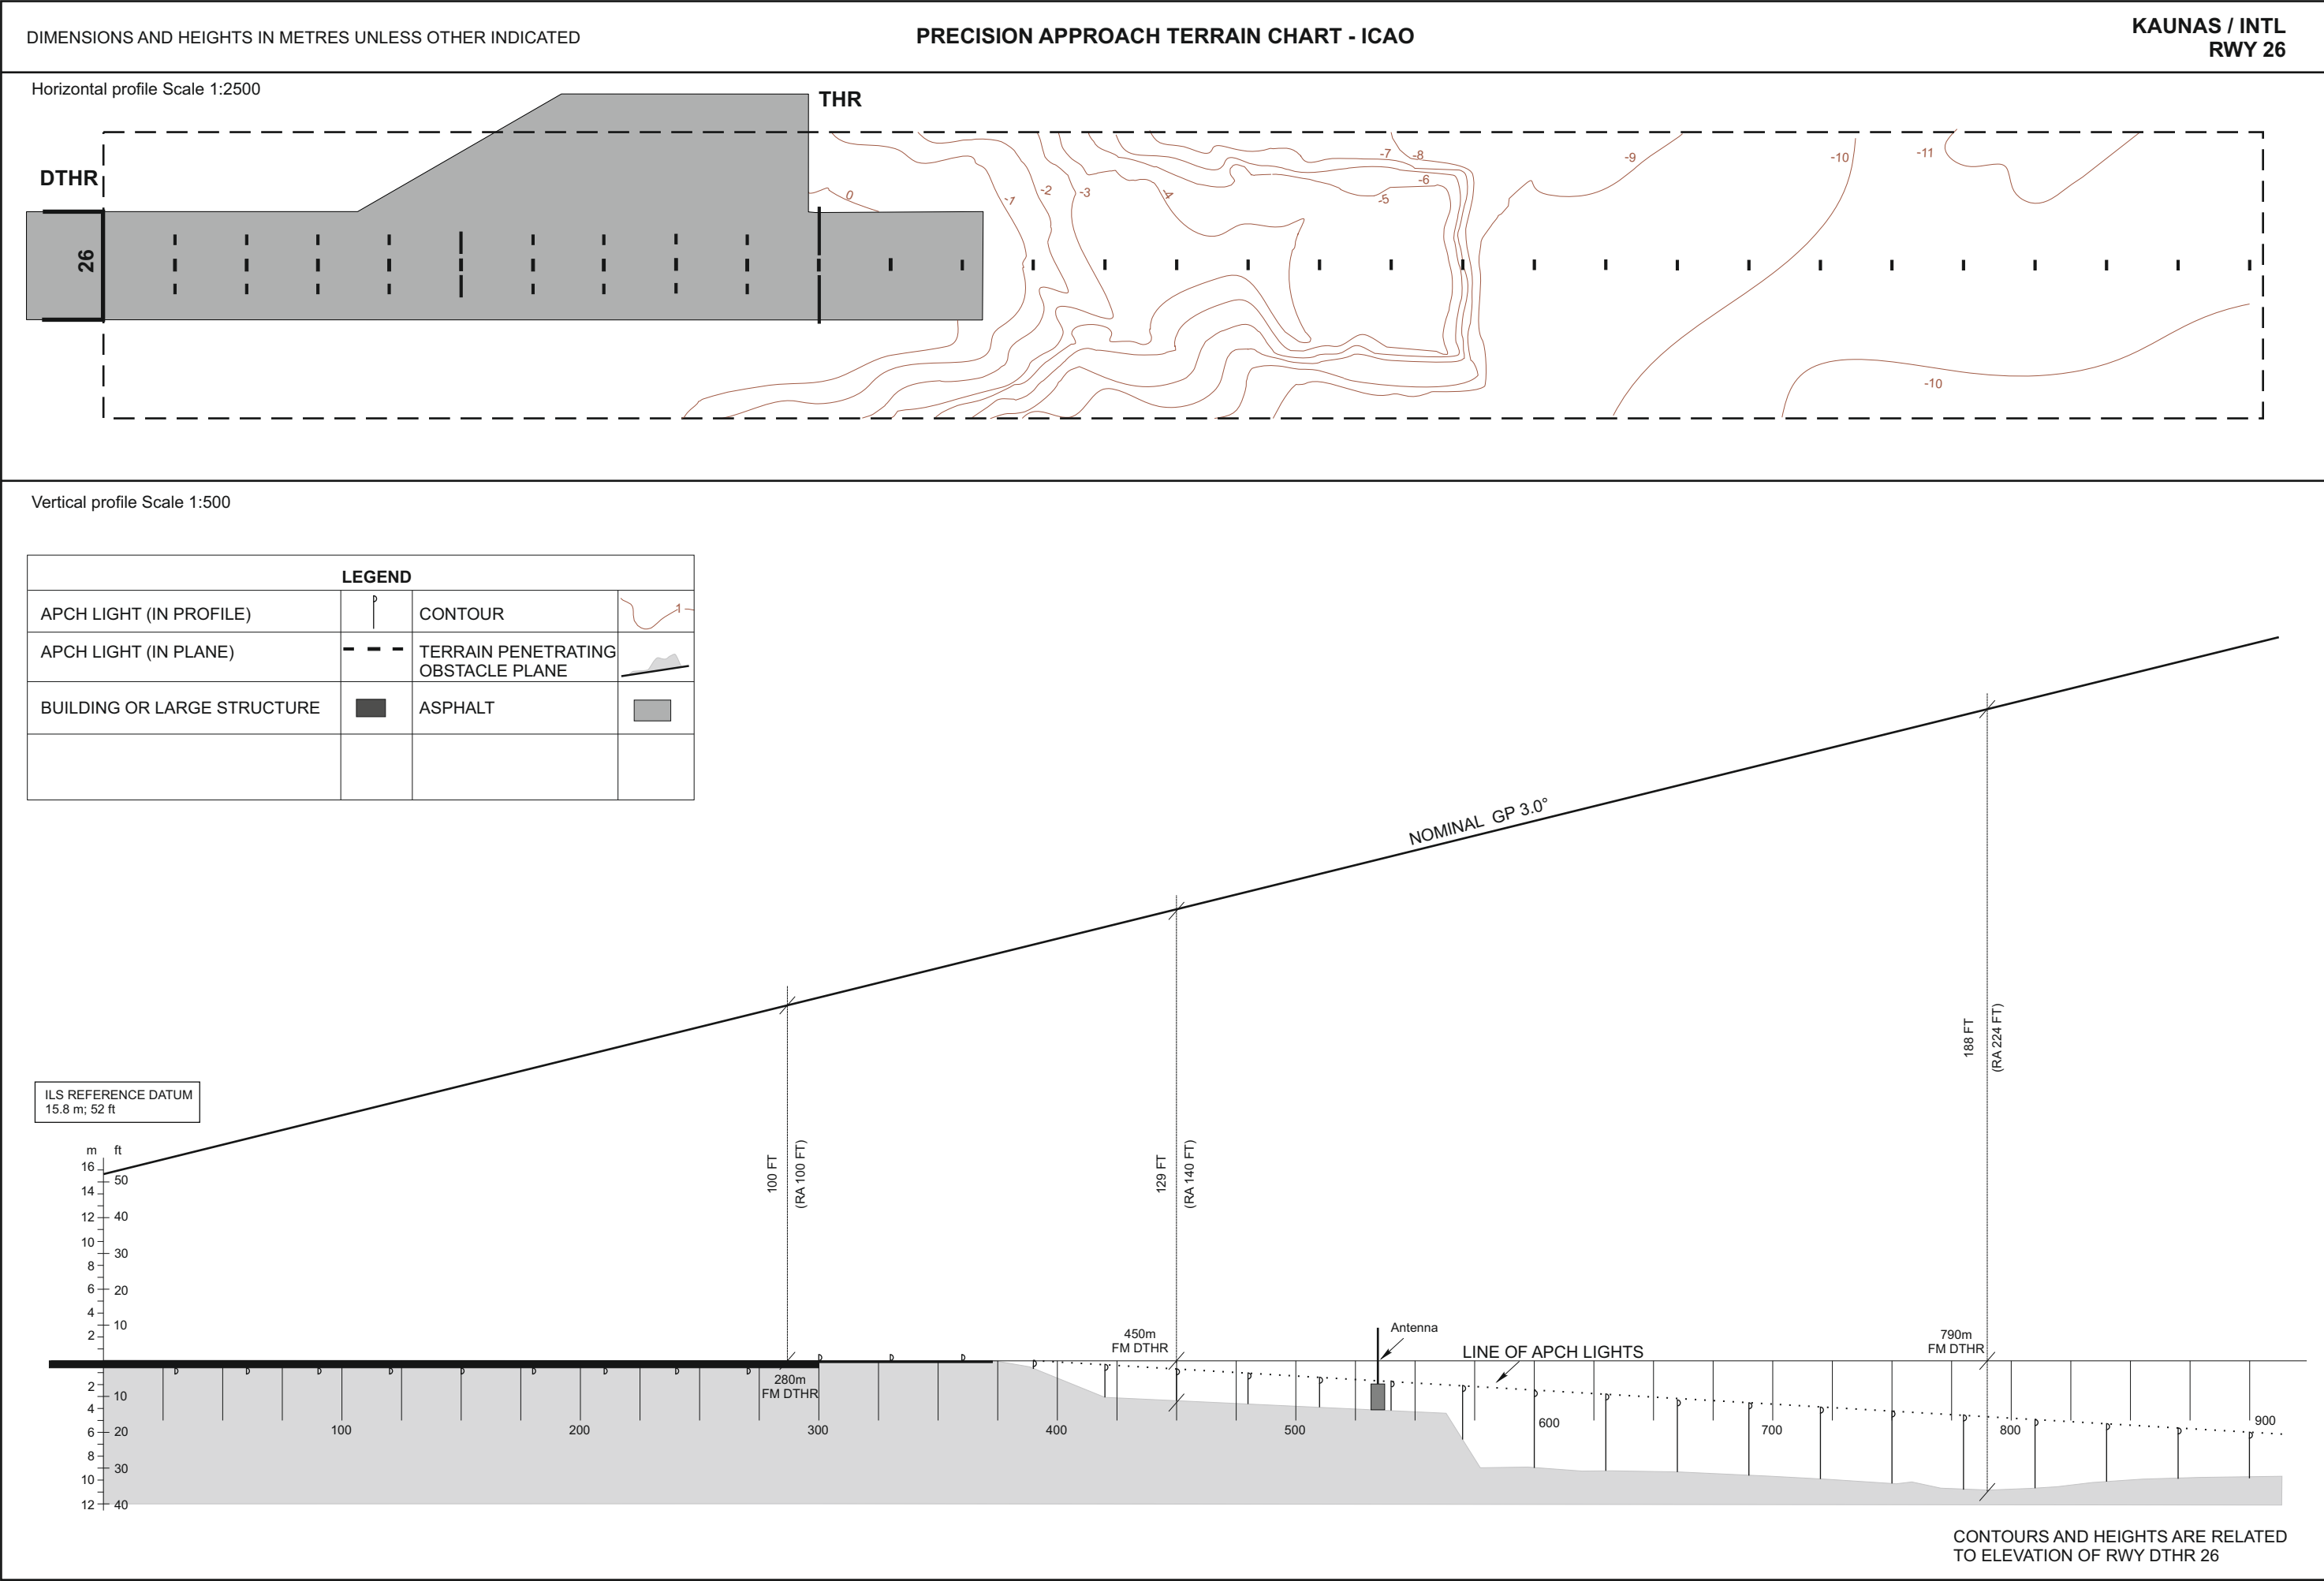 DIMENSIONS AND HEIGHTS IN METRES UNLESS OTHER INDICATED
PRECISION APPROACH TERRAIN CHART - ICAO
KAUNAS / INTL
RWY 26
Horizontal profile Scale 1:2500
THR
DTHR
26
0
-1
-2
-3
-4
-5
-6
-7
-8
-9
-10
-11
-10
Vertical profile Scale 1:500
LEGEND
APCH LIGHT (IN PROFILE)
CONTOUR
1
APCH LIGHT (IN PLANE)
TERRAIN PENETRATING
OBSTACLE PLANE
BUILDING OR LARGE STRUCTURE
ASPHALT
NOMINAL GP 3.0°
ILS REFERENCE DATUM
15.8 m; 52 ft
m ft
16
50
14
12 40
10
30
8
6 20
4
10
2
100 FT
(RA 100 FT)
129 FT
(RA 140 FT)
188 FT
(RA 224 FT)
280m
FM DTHR
450m
FM DTHR
Antenna
LINE OF APCH LIGHTS
790m
FM DTHR
2
10
4
6 20
8
30
10
12 40
100
200
300
400
500
600
700
800
900
CONTOURS AND HEIGHTS ARE RELATED
TO ELEVATION OF RWY DTHR 26